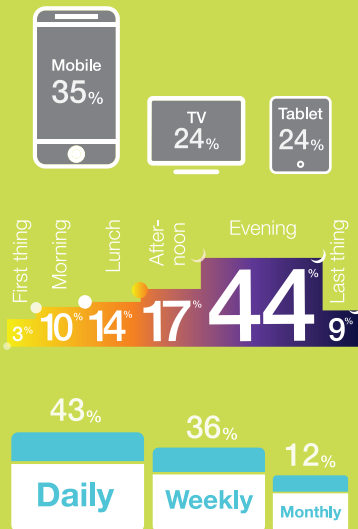 Mobile
35%
TV
24%
Tablet
24%
First thing
Morning
Lunch
After-
noon
Evening
Last thing
3%
10%
14%
17%
44%
9%
43%
36%
12%
Daily
Weekly
Monthly